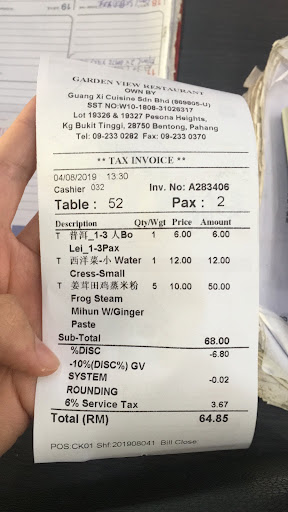 GARDEN VIEW RESTAURANT
OWN BY
Guang Xi Cuisine Sdn Bhd (869805-U)
SST NO:W10-1808-31026317
Lot 19326 & 19327 Pesona Heights,
Kg Bukit Tinggi, 28750 Bentong, Pahang
Tel: 09-233 0282 Fax: 09-233 0370
** TAX INVOICE **
04/08/2019 13:30
Cashier 032 Inv. No: A283406
Table : 52 Pax : 2
Description Qty/Wgt Price Amount
T 普洱_1-3 人Bo 1 6.00 6.00
Lei_1-3Pax
T 西洋菜-小 Water 1 12.00 12.00
Cress-Small
T 姜茸田鸡蒸米粉 5 10.00 50.00
Frog Steam
Mihun W/Ginger
Paste
Sub-Total 68.00
%DISC -6.80
-10%(DISC%) GV
SYSTEM -0.02
ROUNDING
6% Service Tax 3.67
Total (RM) 64.85
POS:CK01 Shf:201908041 Bill Close: